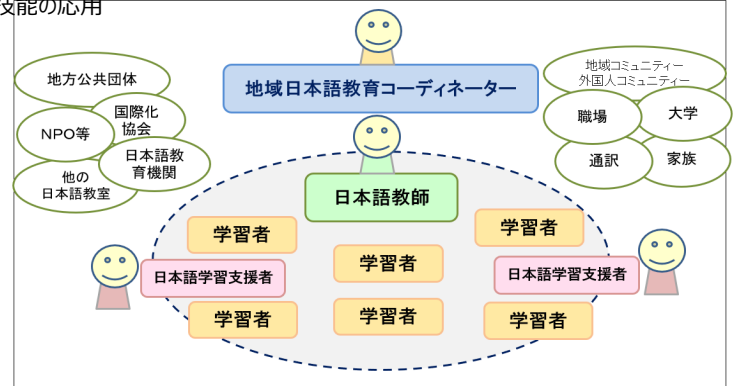 技能の応用
地方公共団体
国際化
協会
NPO等
日本語教
育機関
他の
日本語教室
地域日本語教育コーディネーター
地域コミュニティー
外国人コミュニティー
職場
大学
通訳
家族
日本語教師
学習者
学習者
学習者
日本語学習支援者
日本語学習支援者
学習者
学習者
学習者